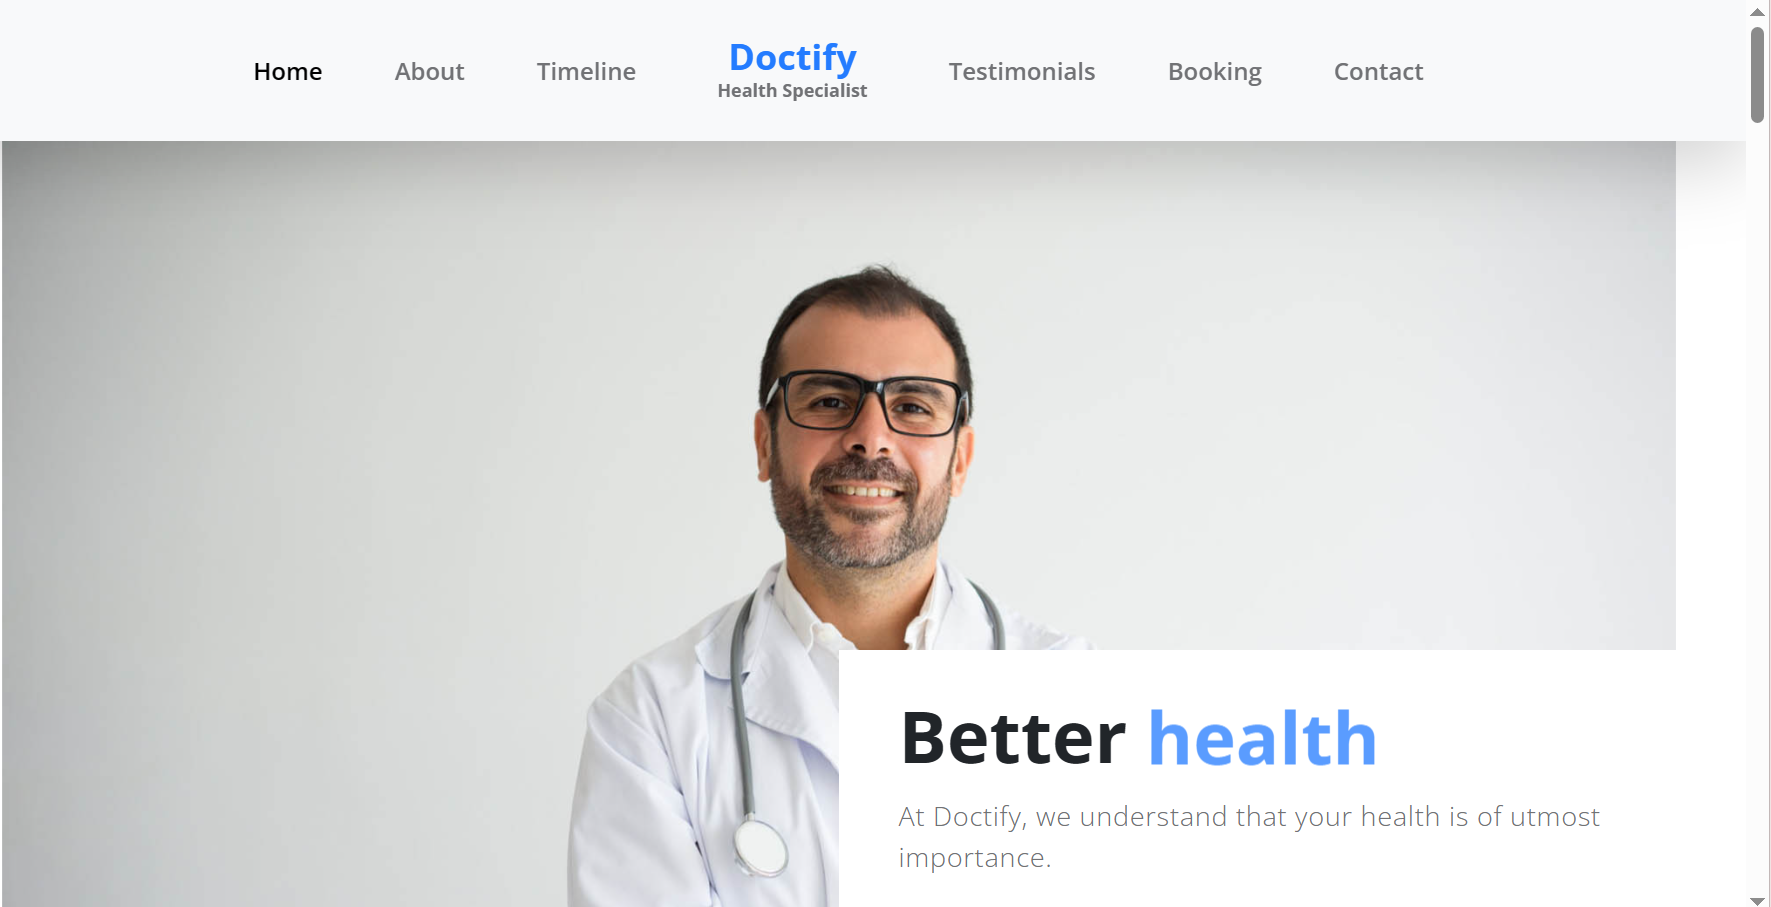 Home
About
Timeline
Doctify
Health Specialist
Testimonials
Booking
Contact
Better health
At Doctify, we understand that your health is of utmost
importance.